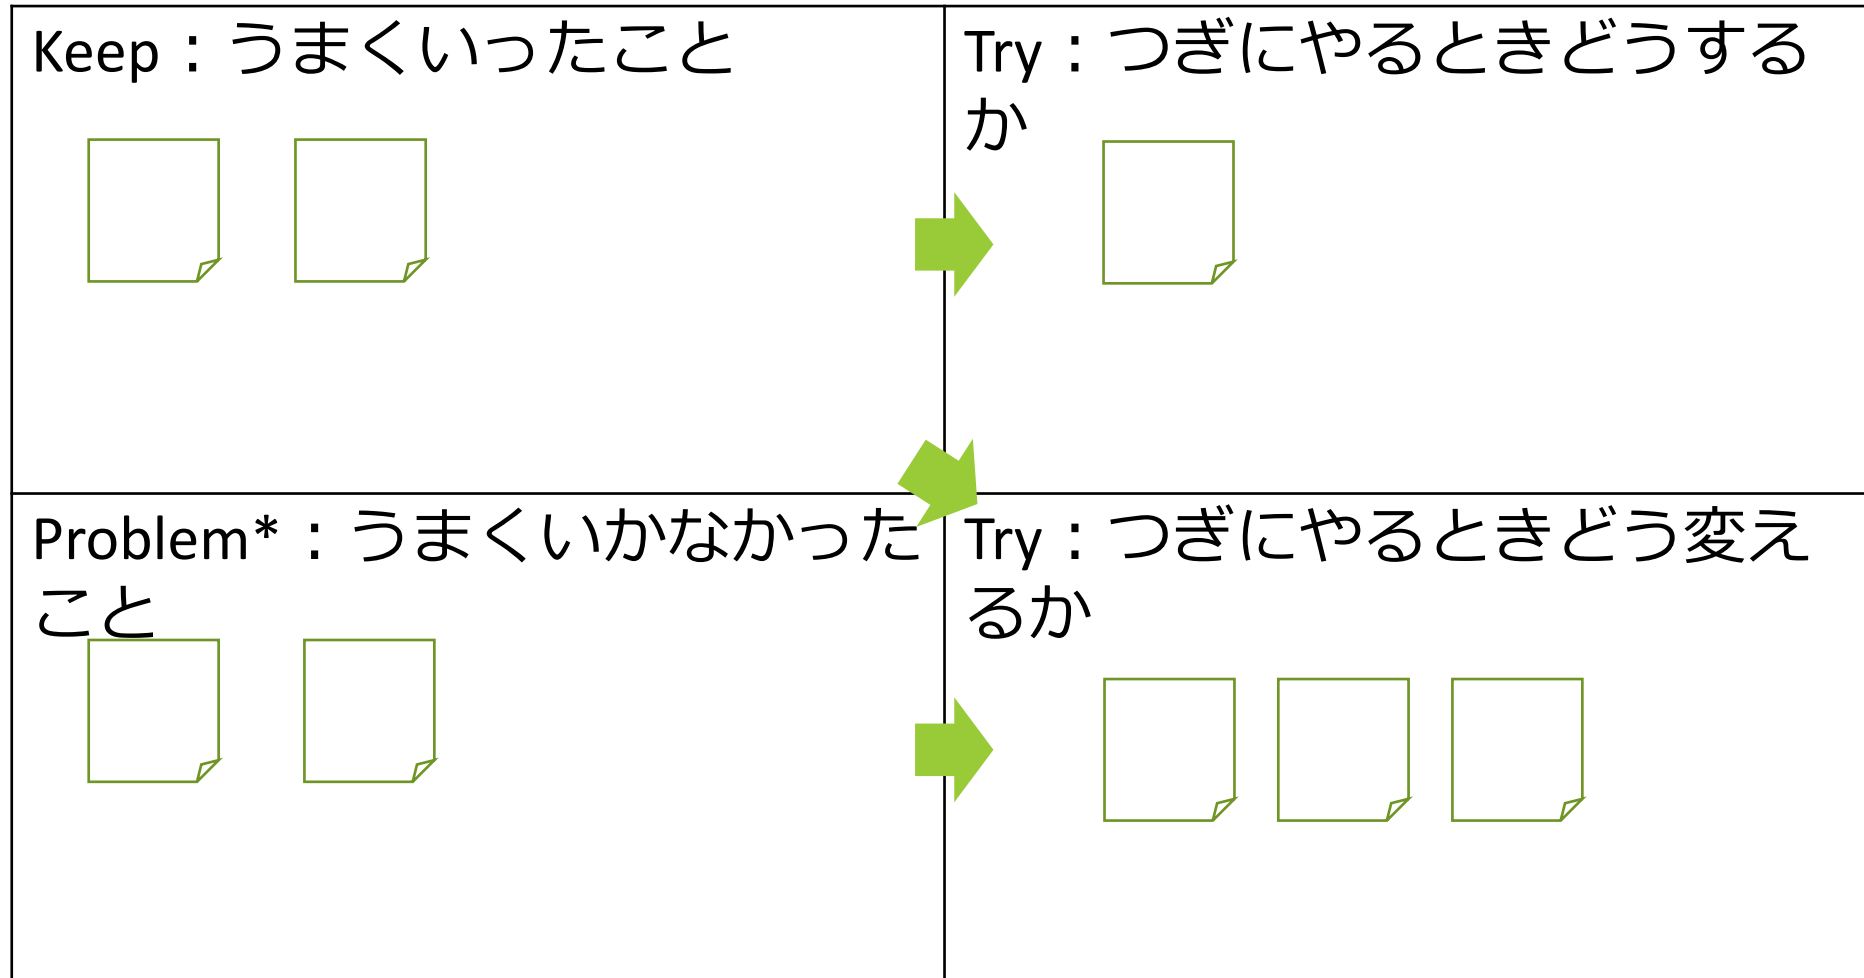 Keep：うまくいったこと
Try：つぎにやるときどうする
か
Problem*：うまくいかなかった
こと
Try：つぎにやるときどう変え
るか